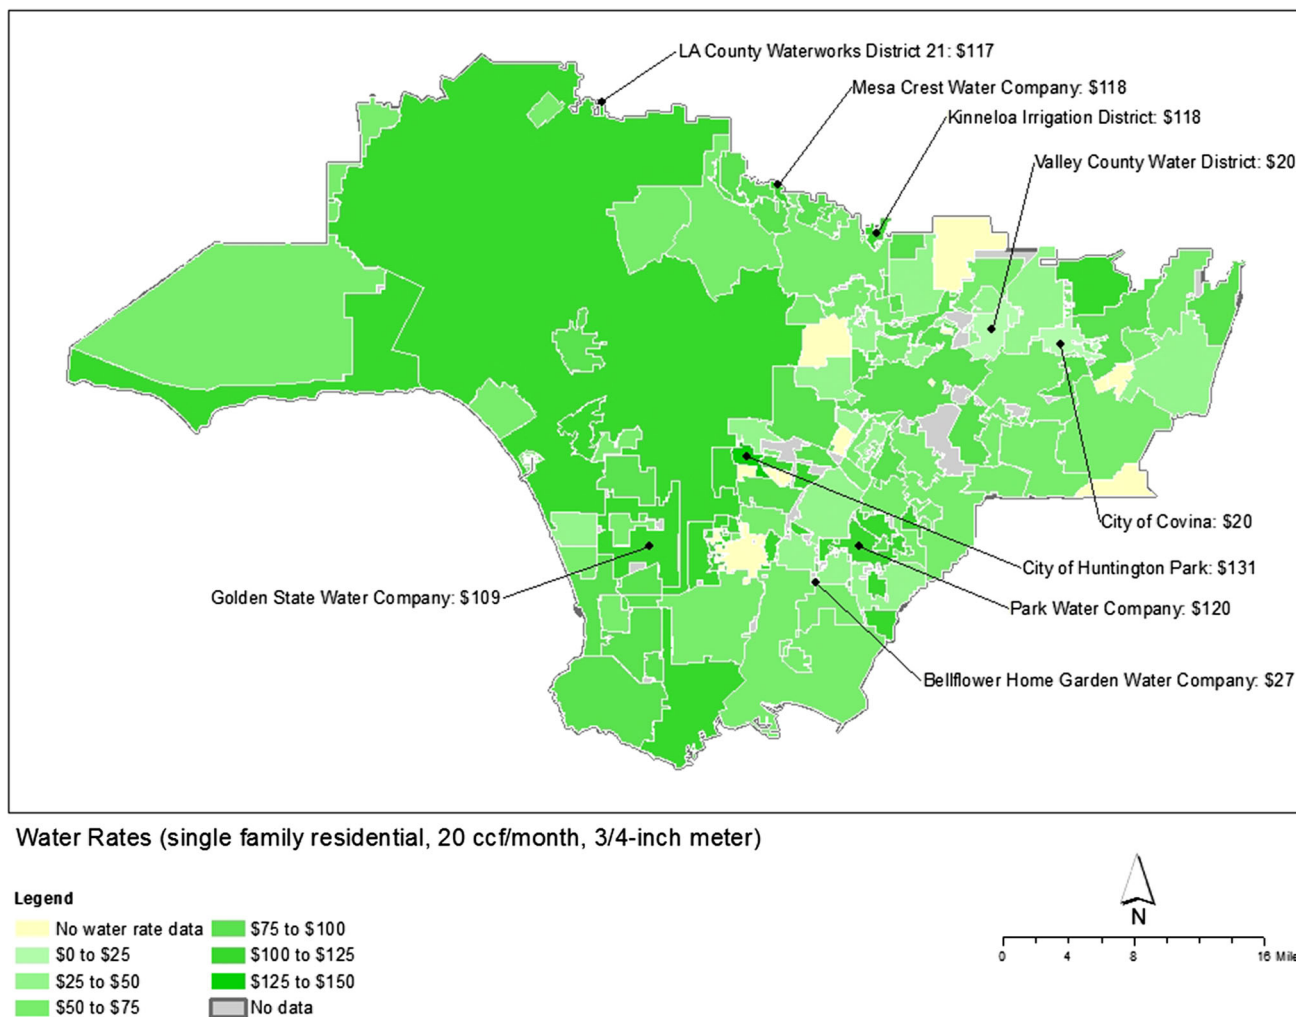 LA County Waterworks District 21: $117
Mesa Crest Water Company: $118
Kinneloa Irrigation District: $118
Valley County Water District: $20
City of Covina: $20
City of Huntington Park: $131
Golden State Water Company: $109
Park Water Company: $120
Bellflower Home Garden Water Company: $27
Water Rates (single family residential, 20 ccf/month, 3/4-inch meter)
Legend
No water rate data
$0 to $25
$25 to $50
$50 to $75
$75 to $100
$100 to $125
$125 to $150
No data
N
0 4 8 16 Mile